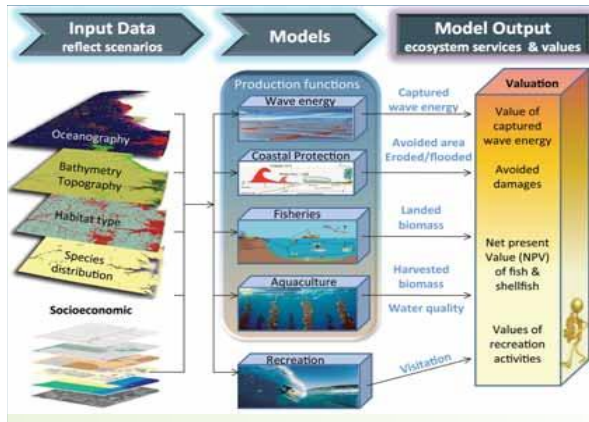 Input Data
reflect scenarios
Models
Model Output
ecosystem services & values
Oceanography
Bathymetry
Topography
Habitat type
Species
distribution
Socioeconomic
Production functions
Wave energy
Coastal Protection
Fisheries
Aquaculture
Recreation
Captured
wave energy
Avoided area
Eroded/flooded
Landed
biomass
Harvested
biomass
Water quality
Visitation
Valuation
Value of
captured
wave energy
Avoided
damages
Net present
Value (NPV)
of fish &
shellfish
Values of
recreation
activities